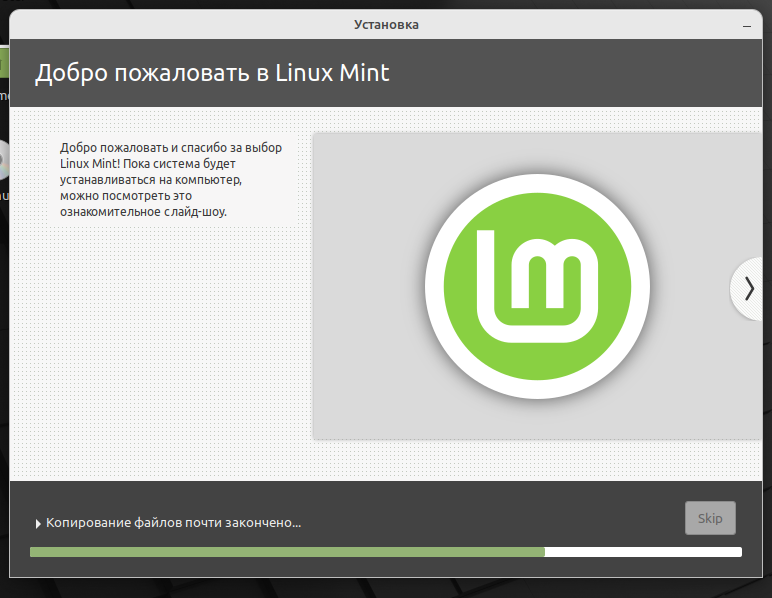 Установка
Добро пожаловать в Linux Mint
Добро пожаловать и спасибо за выбор
Linux Mint! Пока система будет
устанавливаться на компьютер,
можно посмотреть это
ознакомительное слайд-шоу.
Копирование файлов почти закончено...
Skip